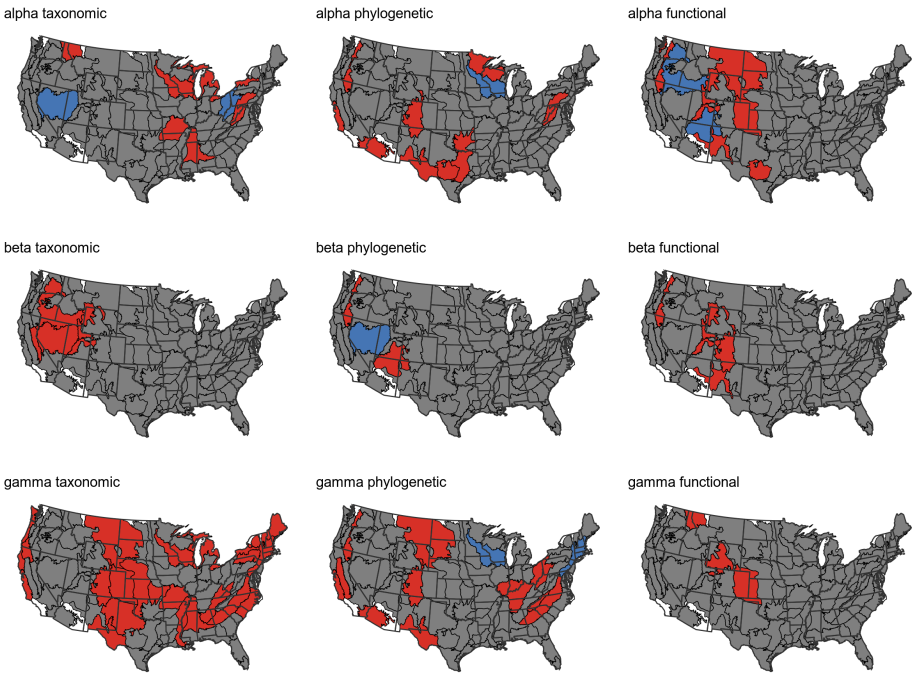 alpha taxonomic
alpha phylogenetic
alpha functional
beta taxonomic
beta phylogenetic
beta functional
gamma taxonomic
gamma phylogenetic
gamma functional